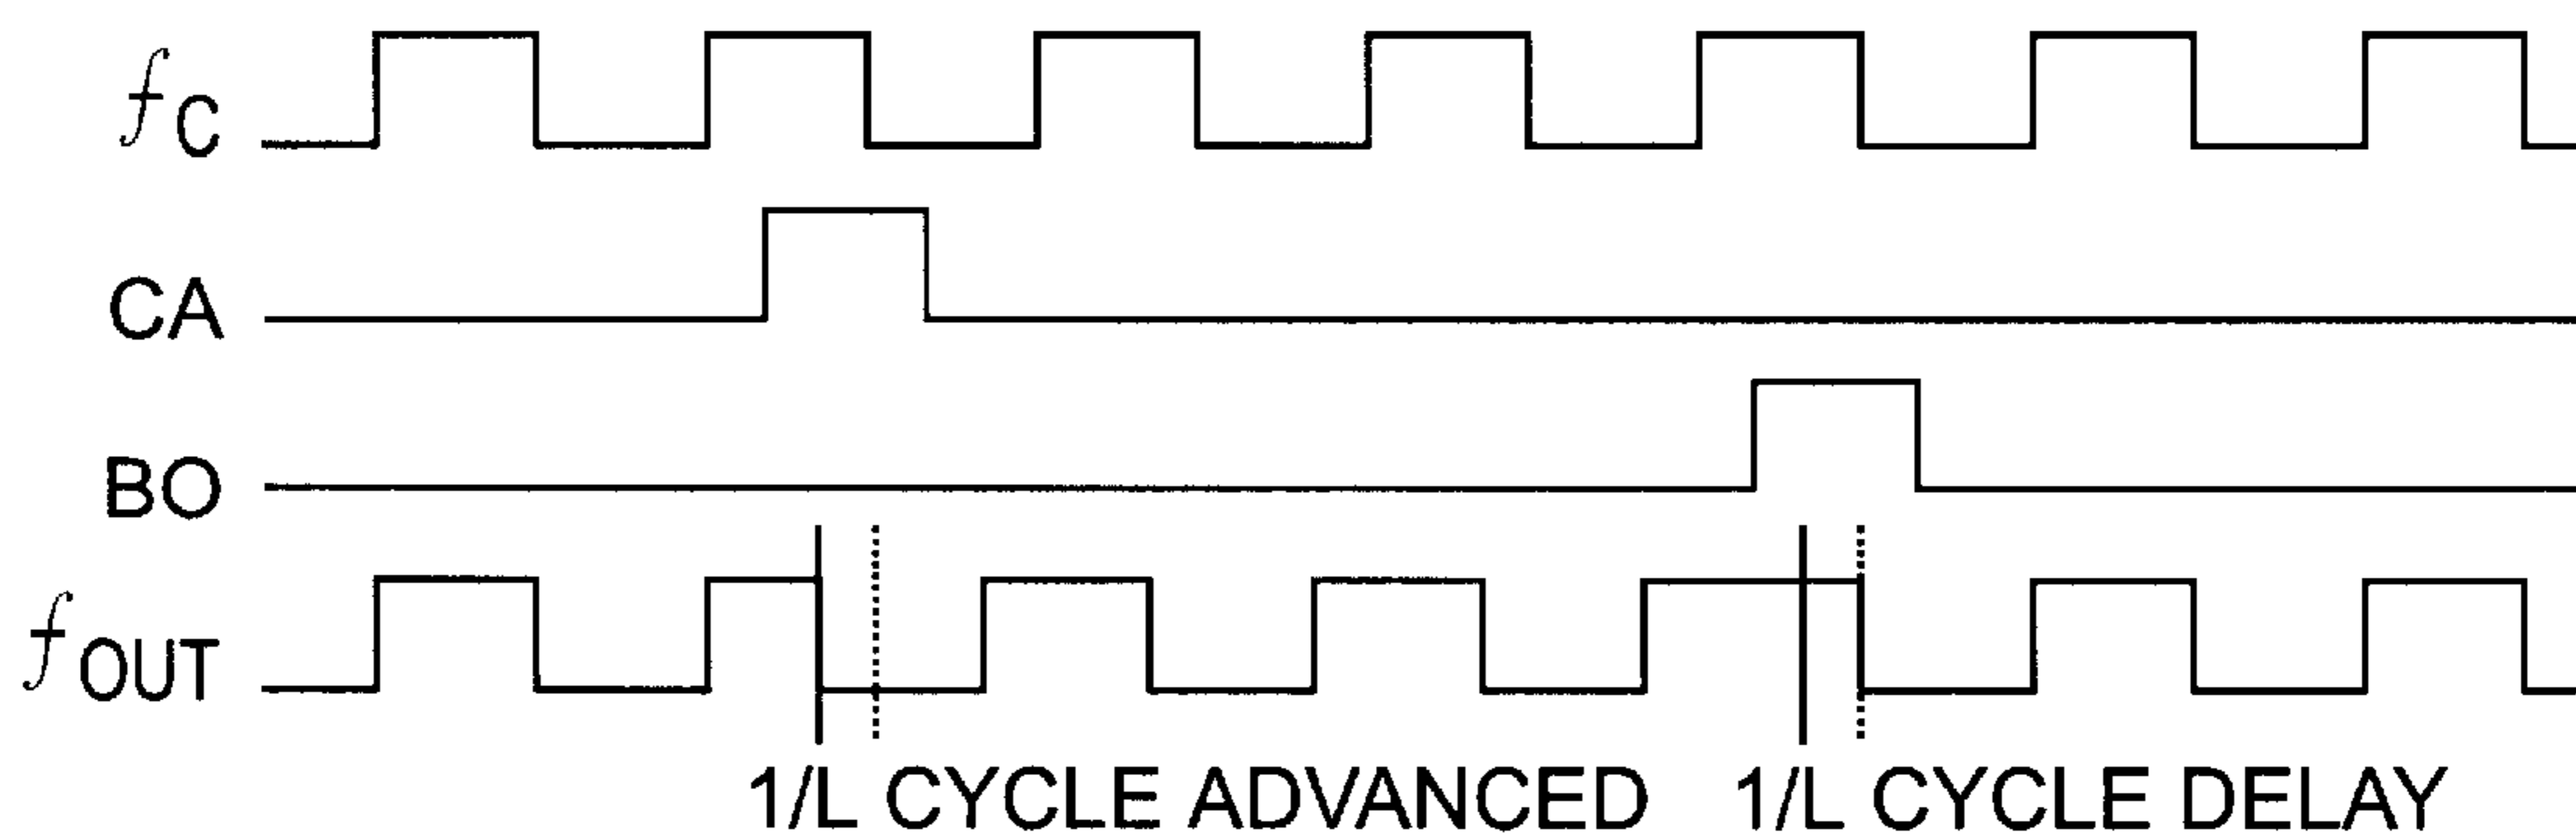 fC
CA
BO
fOUT
1/L CYCLE ADVANCED 1/L CYCLE DELAY